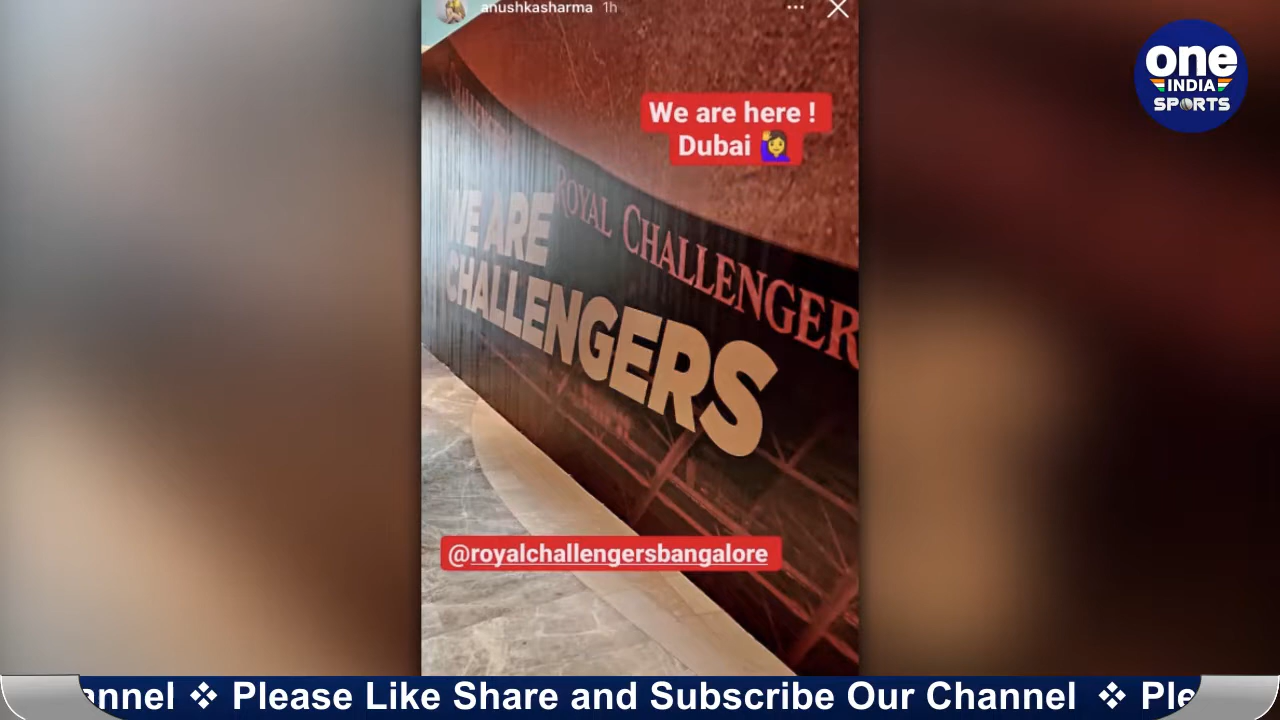 anushkasharma 1h
one
INDIA
SPORTS
We are here !
Dubai 🙋‍♀️
ROYAL CHALLENGERS
WE ARE
CHALLENGERS
@royalchallengersbangalore
annel ❖ Please Like Share and Subscribe Our Channel ❖ Ple